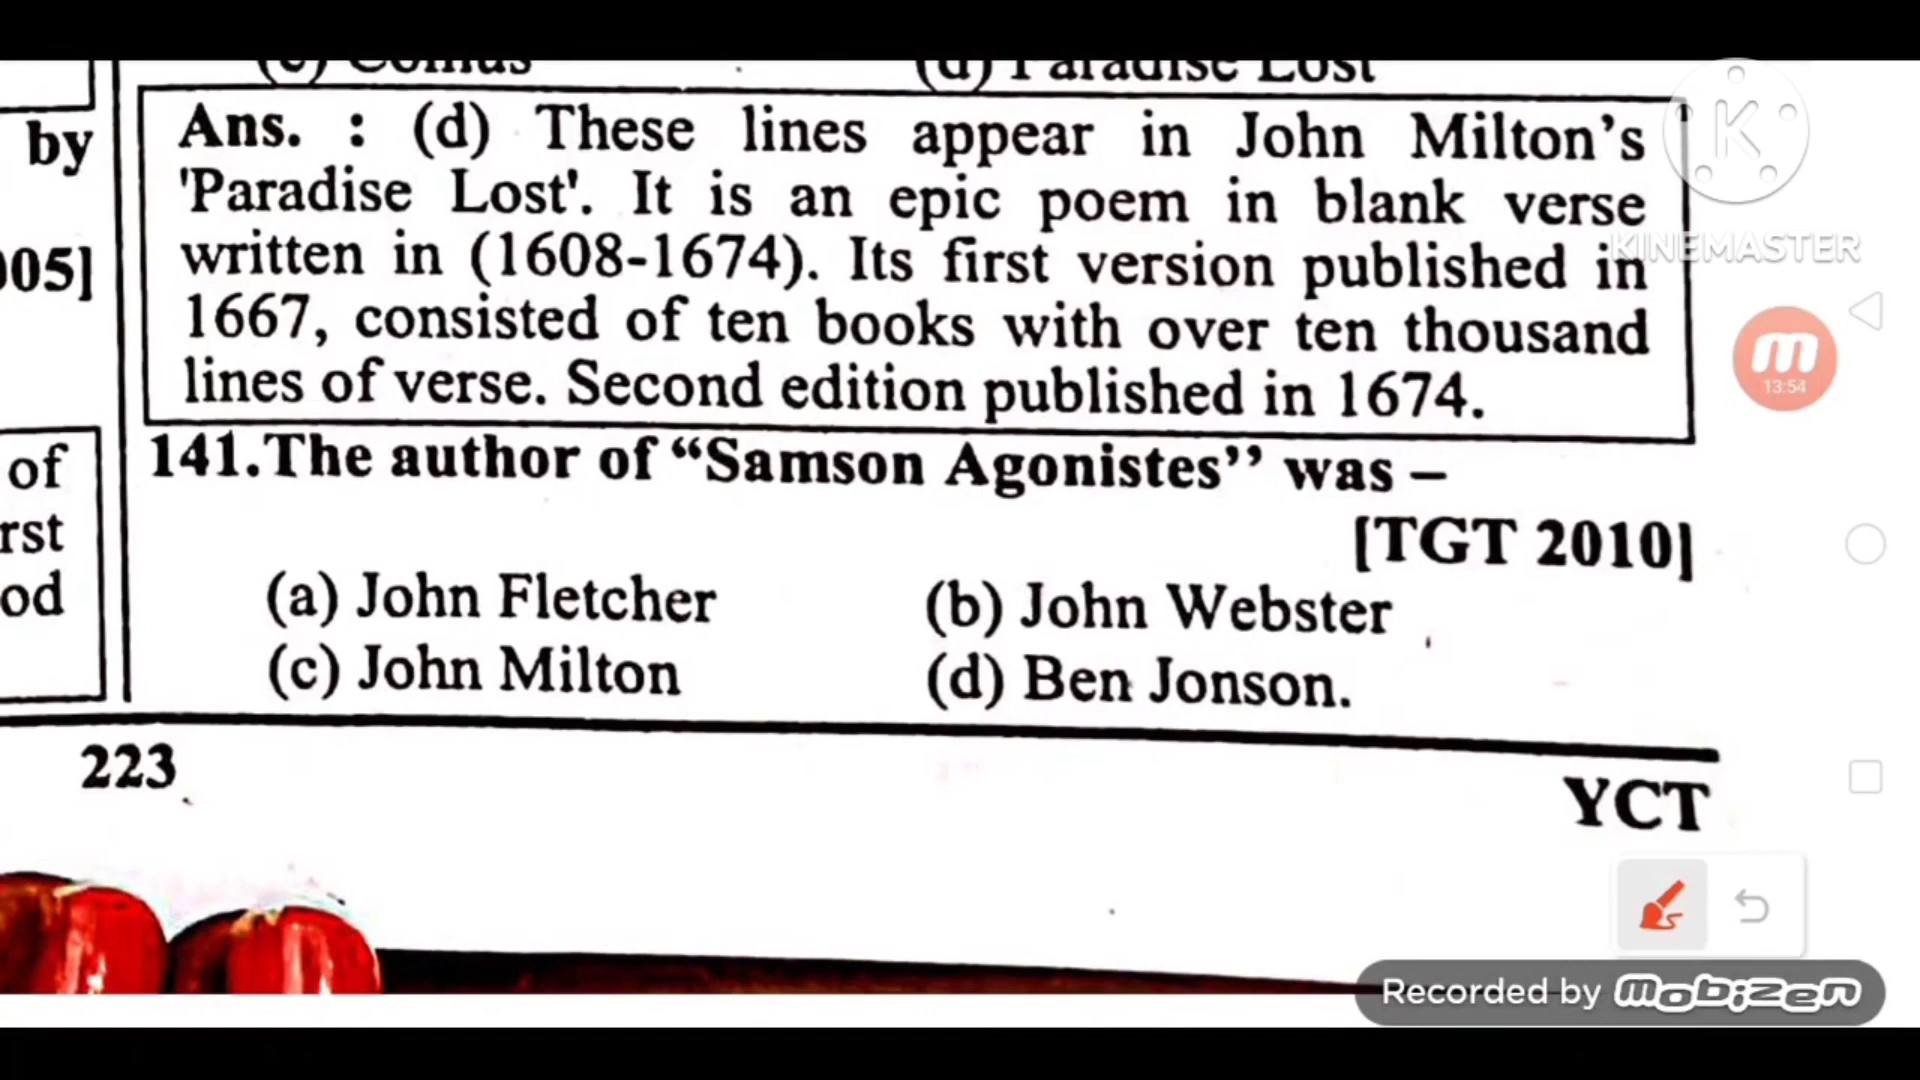 (c) Comus (d) Paradise Lost
Ans. : (d) These lines appear in John Milton's
'Paradise Lost'. It is an epic poem in blank verse
written in (1608-1674). Its first version published in
1667, consisted of ten books with over ten thousand
lines of verse. Second edition published in 1674.
141.The author of “Samson Agonistes’’ was –
[TGT 2010]
(a) John Fletcher (b) John Webster
(c) John Milton (d) Ben Jonson.
by
005]
of
rst
od
223
YCT
K
KINEMASTER
m
13:54
Recorded by mobizen